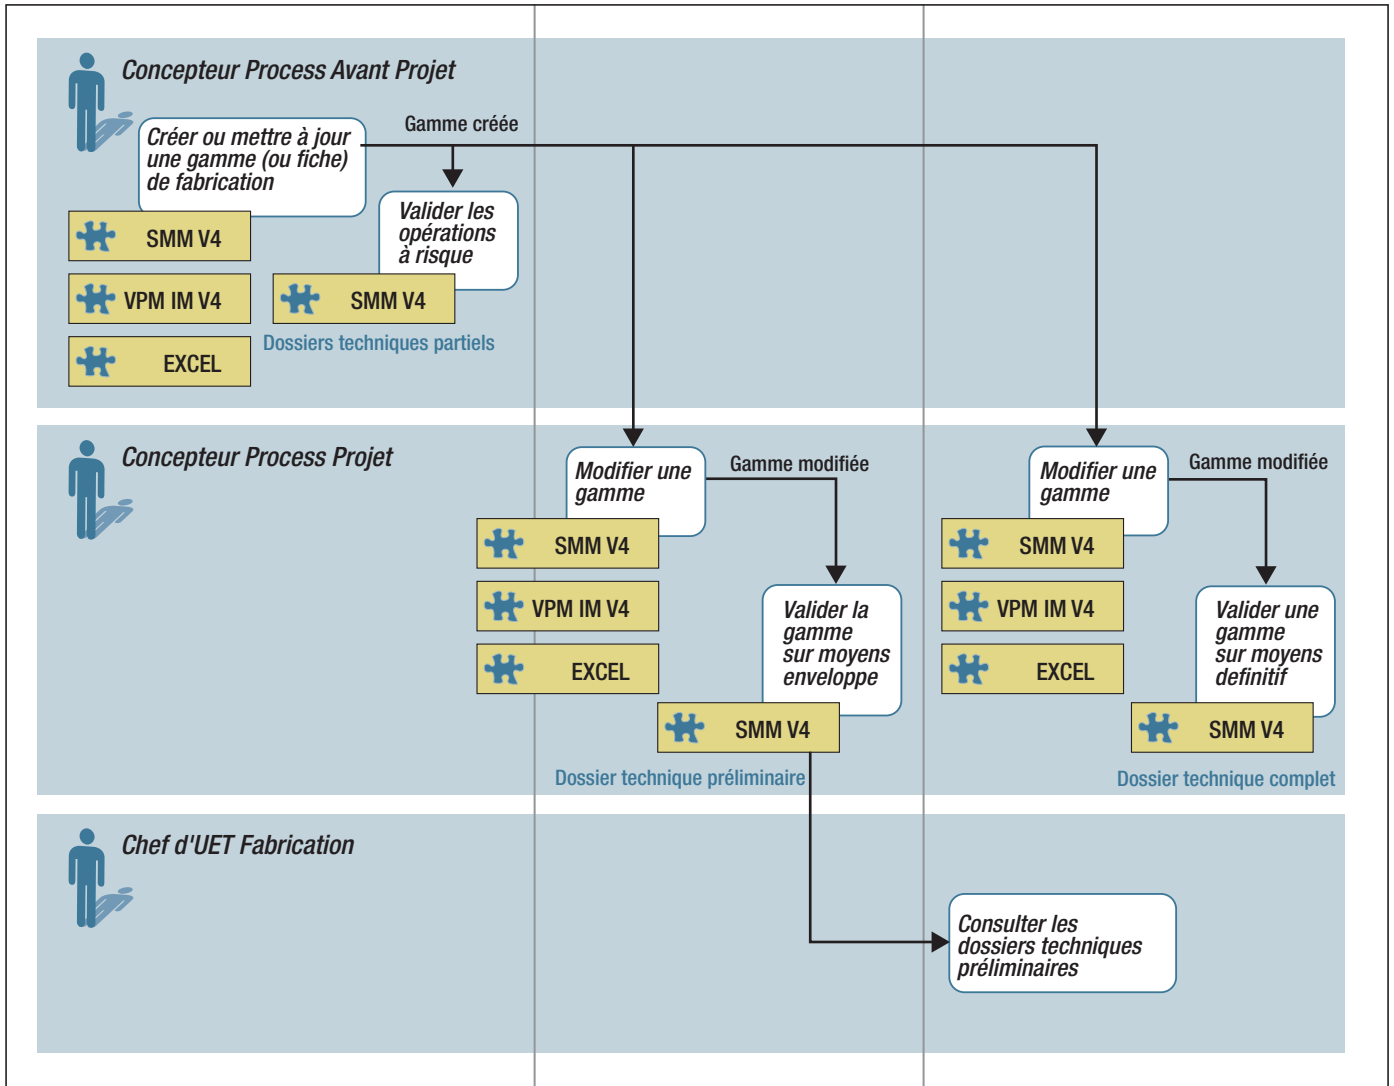 Concepteur Process Avant Projet
Créer ou mettre à jour
une gamme (ou fiche)
de fabrication
Gamme créée
Valider les
opérations
à risque
SMM V4
VPM IM V4
EXCEL
SMM V4
Dossiers techniques partiels
Concepteur Process Projet
Modifier une
gamme
Gamme modifiée
SMM V4
VPM IM V4
EXCEL
Valider la
gamme
sur moyens
enveloppe
SMM V4
Dossier technique préliminaire
Modifier une
gamme
Gamme modifiée
SMM V4
VPM IM V4
EXCEL
Valider une
gamme
sur moyens
definitif
SMM V4
Dossier technique complet
Chef d'UET Fabrication
Consulter les
dossiers techniques
préliminaires